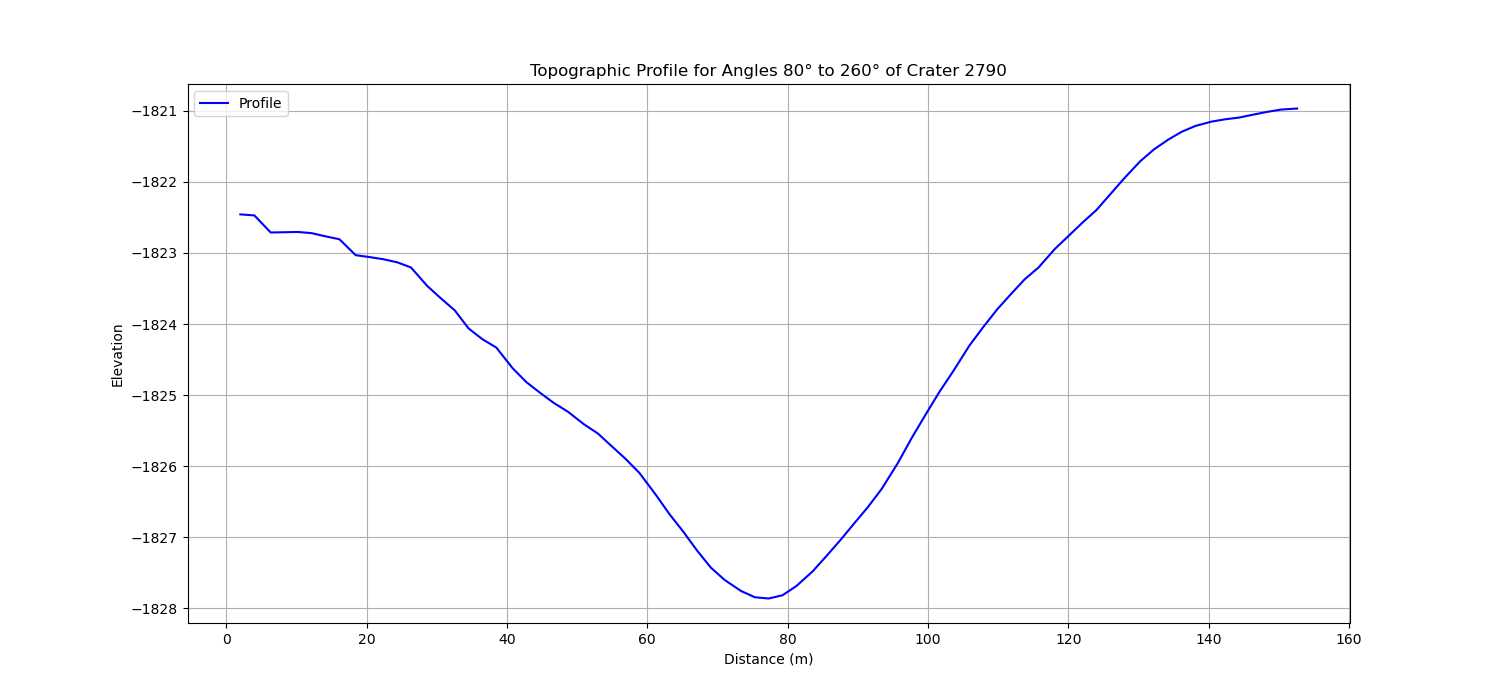 Topographic Profile for Angles 80° to 260° of Crater 2790
Profile
−1821
−1822
−1823
−1824
−1825
−1826
−1827
−1828
Elevation
0 20 40 60 80 100 120 140 160
Distance (m)